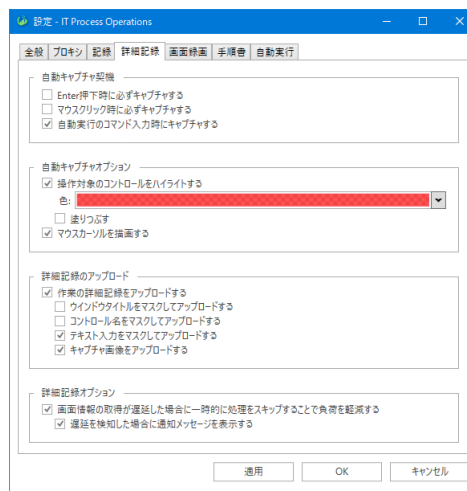 設定 - IT Process Operations
全般 プロキシ 記録 詳細記録 画面録画 手順書 自動実行
自動キャプチャ契機
Enter押下時に必ずキャプチャする
マウスクリック時に必ずキャプチャする
自動実行のコマンド入力時にキャプチャする
自動キャプチャオプション
操作対象のコントロールをハイライトする
色:
塗りつぶす
マウスカーソルを描画する
詳細記録のアップロード
作業の詳細記録をアップロードする
ウインドウタイトルをマスクしてアップロードする
コントロール名をマスクしてアップロードする
テキスト入力をマスクしてアップロードする
キャプチャ画像をアップロードする
詳細記録オプション
画面情報の取得が遅延した場合に一時的に処理をスキップすることで負荷を軽減する
遅延を検知した場合に通知メッセージを表示する
適用 OK キャンセル